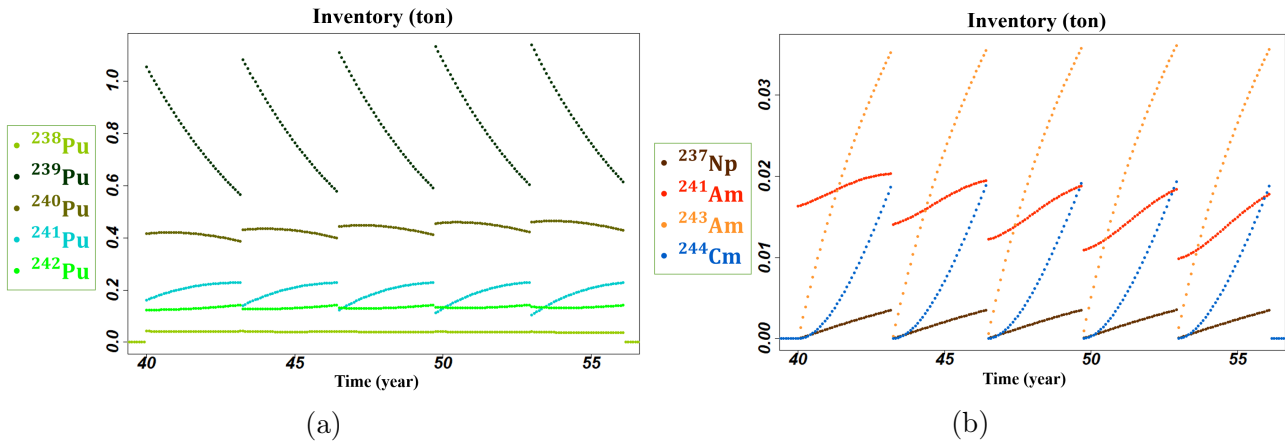 Inventory (ton)
1.0
0.8
0.6
0.4
0.2
0.0
40
45
50
55
Time (year)
²³⁸Pu
²³⁹Pu
²⁴⁰Pu
²⁴¹Pu
²⁴²Pu
(a)
Inventory (ton)
0.03
0.02
0.01
0.00
40
45
50
55
Time (year)
²³⁷Np
²⁴¹Am
²⁴³Am
²⁴⁴Cm
(b)